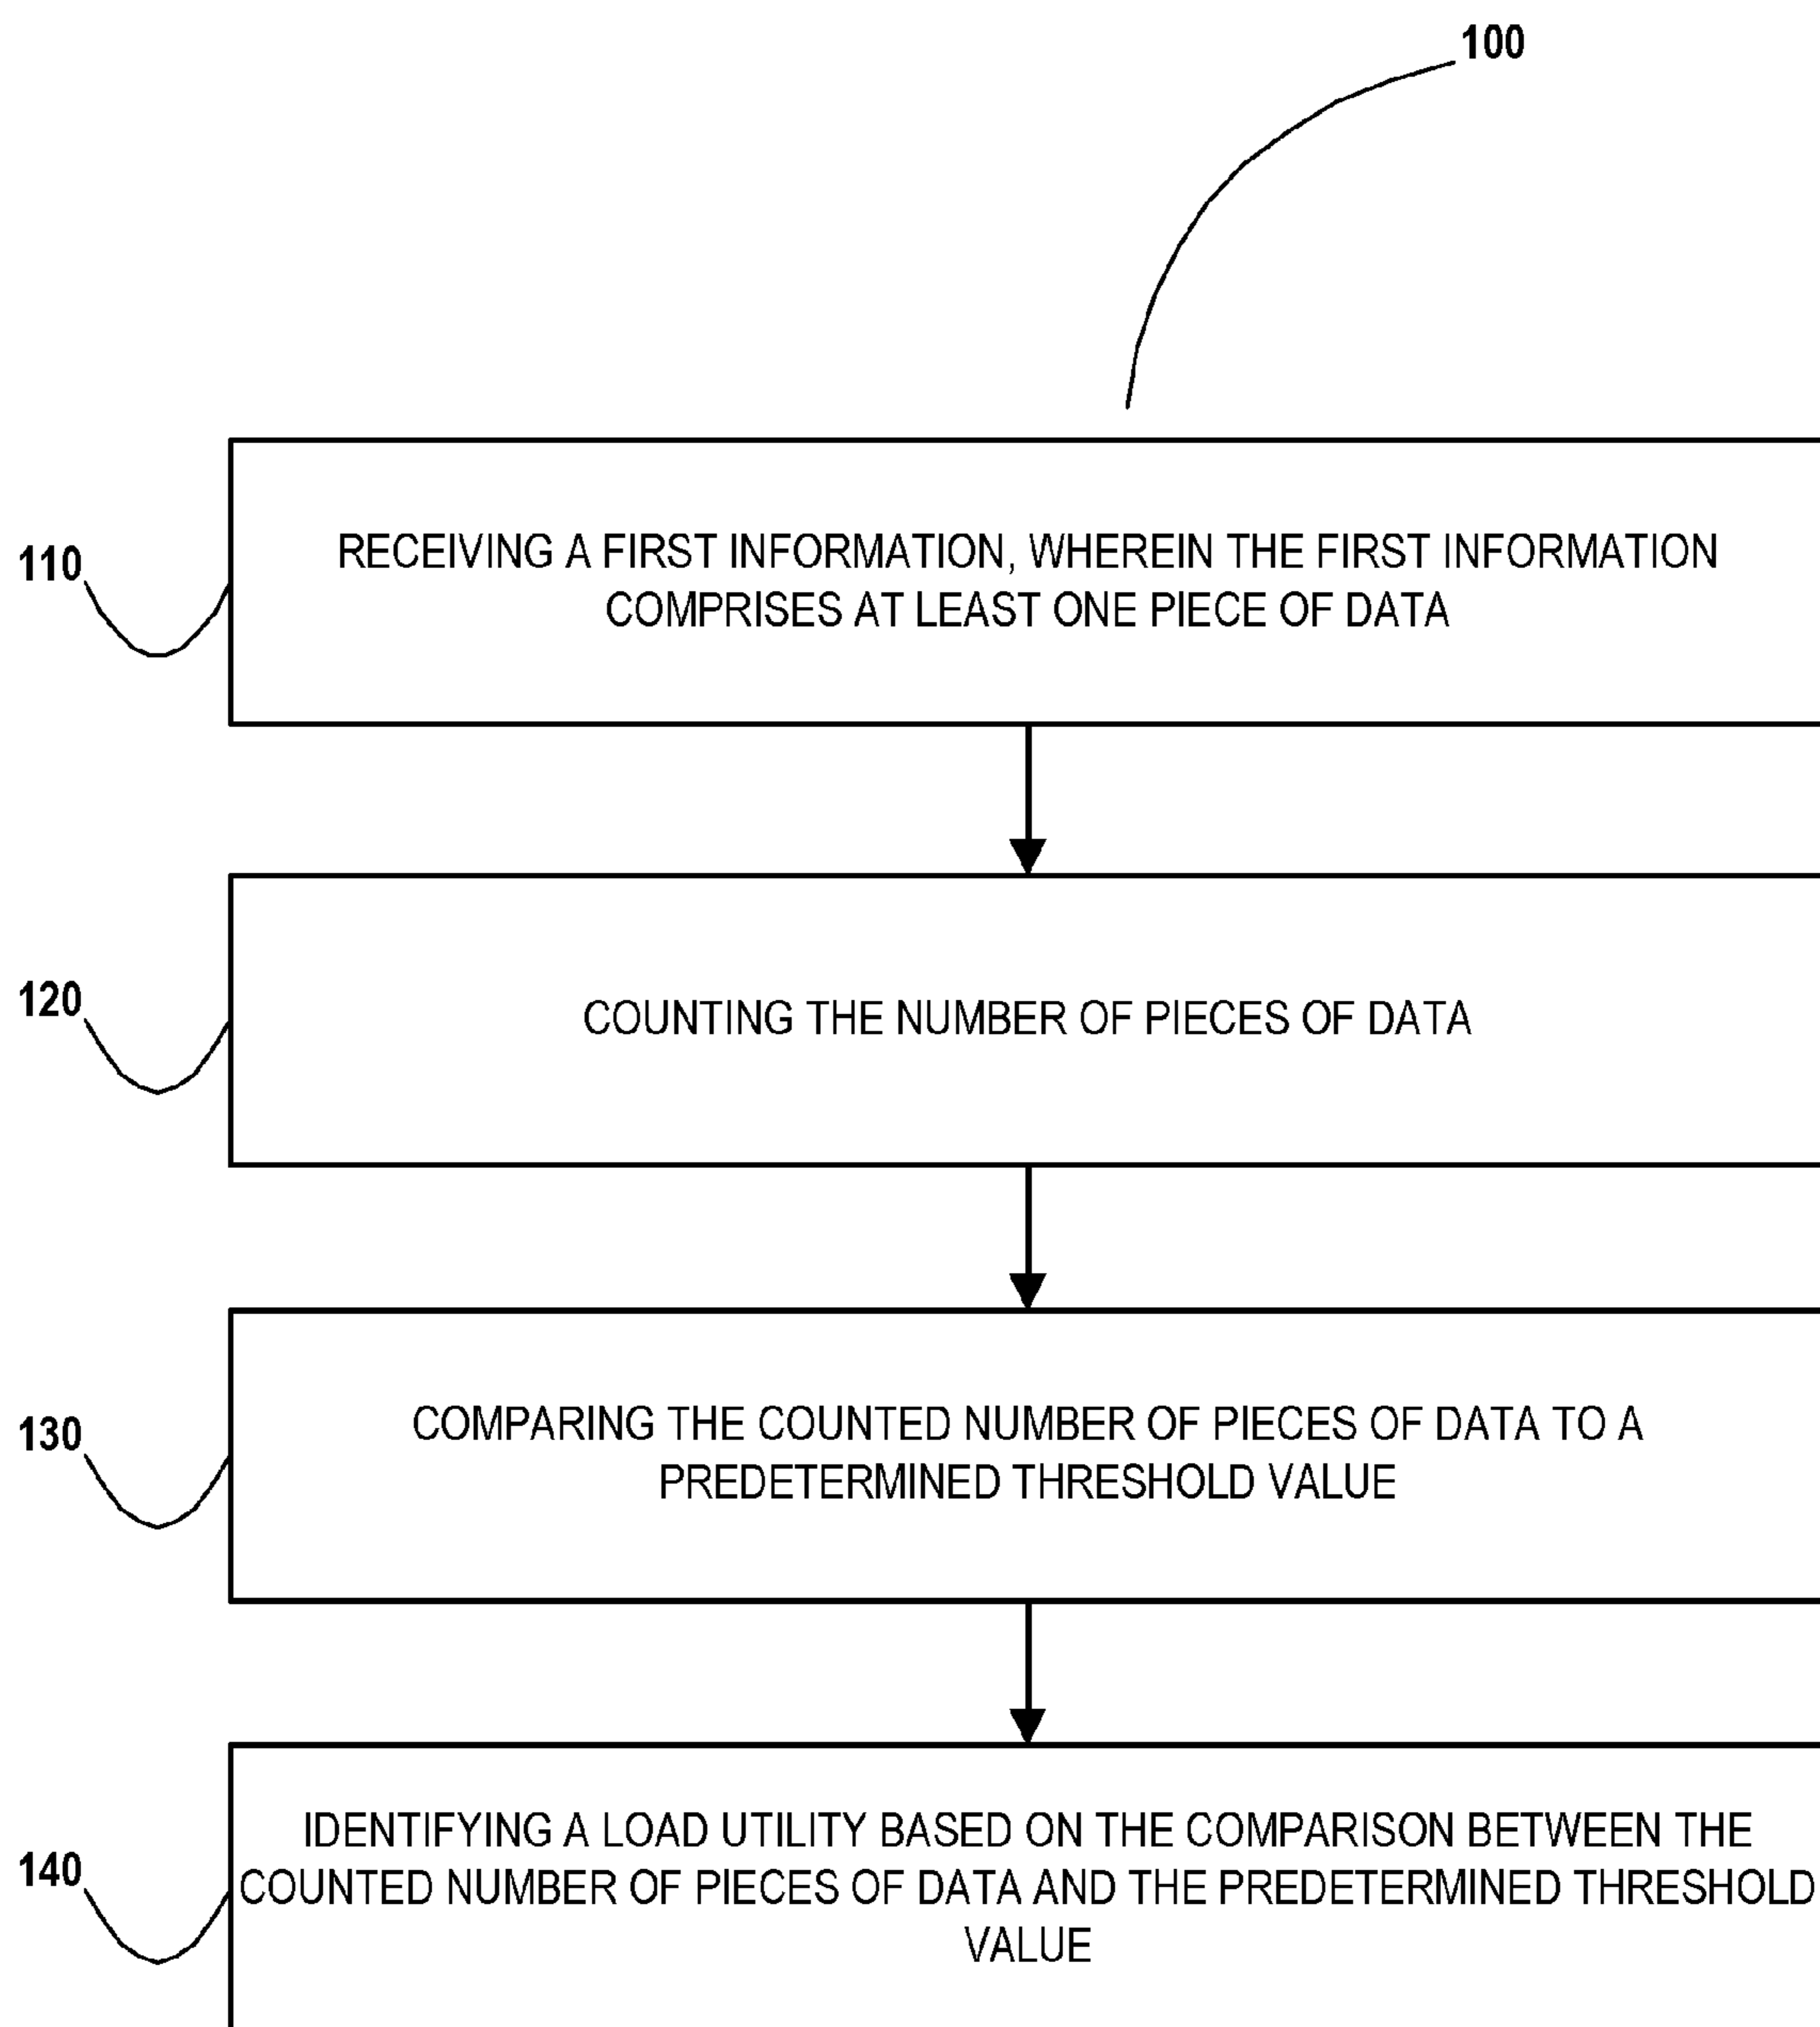 100
110
RECEIVING A FIRST INFORMATION, WHEREIN THE FIRST INFORMATION
COMPRISES AT LEAST ONE PIECE OF DATA
120
COUNTING THE NUMBER OF PIECES OF DATA
130
COMPARING THE COUNTED NUMBER OF PIECES OF DATA TO A
PREDETERMINED THRESHOLD VALUE
140
IDENTIFYING A LOAD UTILITY BASED ON THE COMPARISON BETWEEN THE
COUNTED NUMBER OF PIECES OF DATA AND THE PREDETERMINED THRESHOLD
VALUE